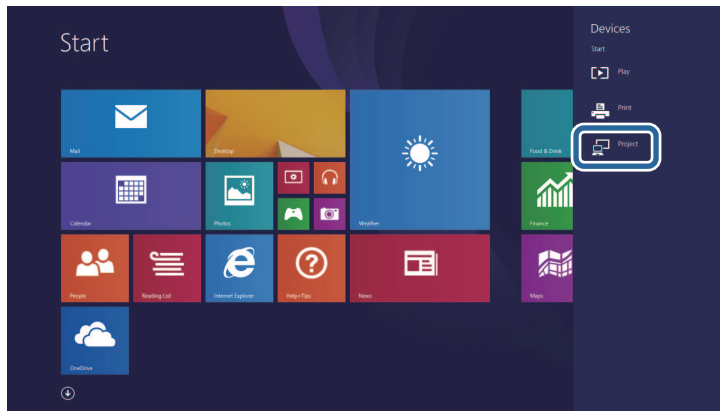 Start
Devices
Start
Play
Print
Project
Mail
Desktop
Food & Drink
Calendar
Photos
Weather
Finance
People
Reading List
Internet Explorer
Help+Tips
News
Maps
OneDrive